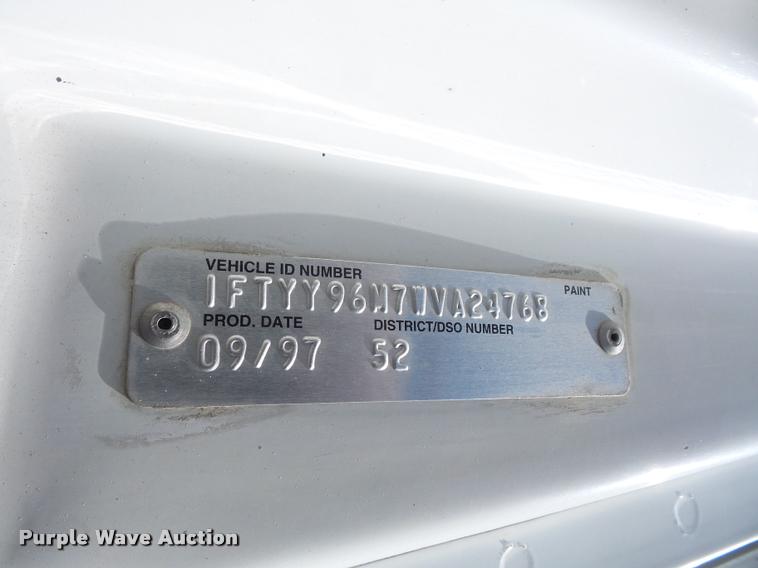 VEHICLE ID NUMBER
1FTYY96M7WVA24768 PAINT
PROD. DATE DISTRICT/DSO NUMBER
09/97 52
Purple Wave Auction